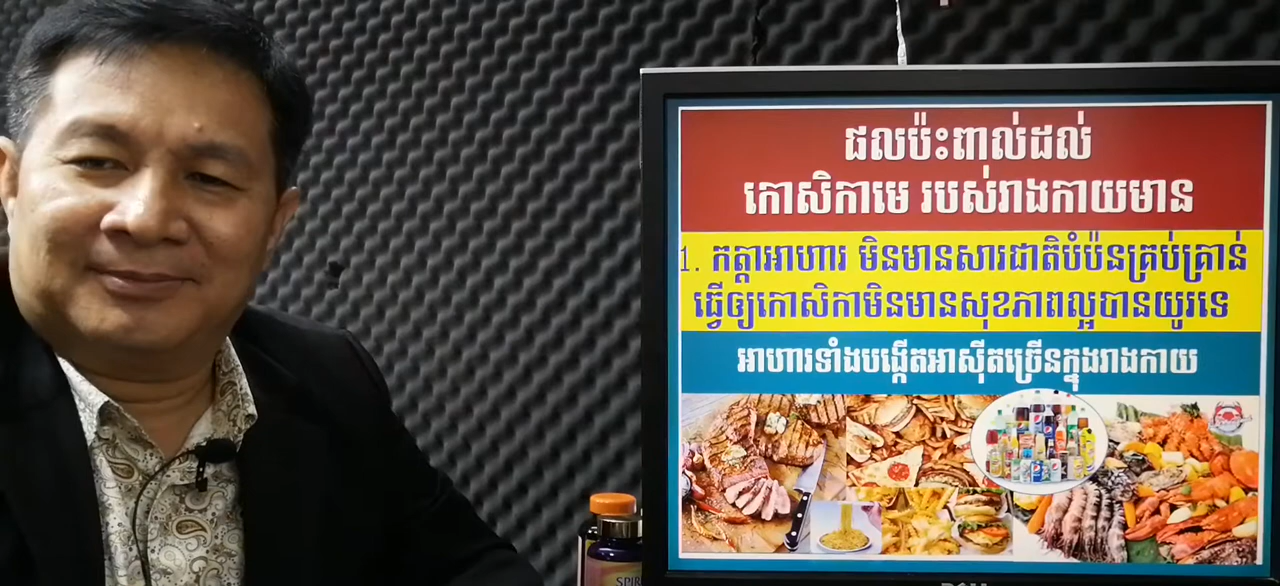 ផលប៉ះពាល់ដល់
កោសិកាមេ របស់រាងកាយមាន
1. កត្តាអាហារ មិនមានសារជាតិបំប៉នគ្រប់គ្រាន់
ធ្វើឲ្យកោសិកាមិនមានសុខភាពល្អបានយូរទេ
អាហារទាំងបង្កើតអាស៊ីតច្រើនក្នុងរាងកាយ
SPIR
DELL